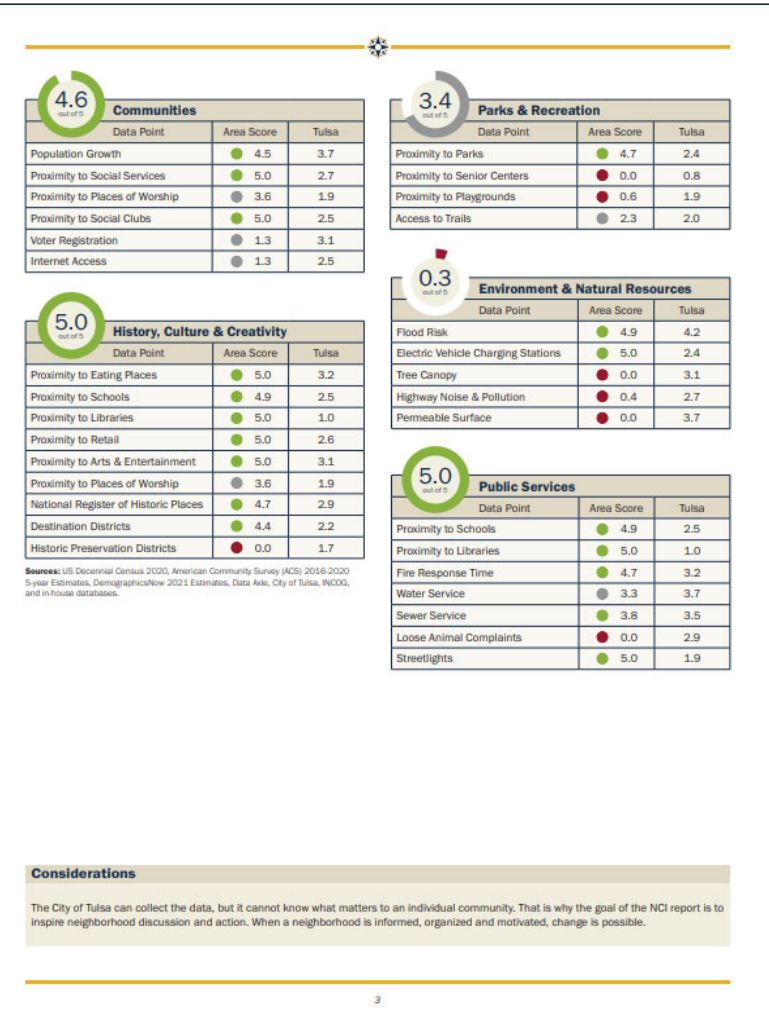 4.6
out of 5
Communities
Data Point Area Score Tulsa
Population Growth 4.5 3.7
Proximity to Social Services 5.0 2.7
Proximity to Places of Worship 3.6 1.9
Proximity to Social Clubs 5.0 2.5
Voter Registration 1.3 3.1
Internet Access 1.3 2.5
5.0
out of 5
History, Culture & Creativity
Data Point Area Score Tulsa
Proximity to Eating Places 5.0 3.2
Proximity to Schools 4.9 2.5
Proximity to Libraries 5.0 1.0
Proximity to Retail 5.0 2.6
Proximity to Arts & Entertainment 5.0 3.1
Proximity to Places of Worship 3.6 1.9
National Register of Historic Places 4.7 2.9
Destination Districts 4.4 2.2
Historic Preservation Districts 0.0 1.7
Sources: US Decennial Census 2020, American Community Survey (ACS) 2016-2020
5-year Estimates, DemographicsNow 2021 Estimates, Data Axle, City of Tulsa, INCOG,
and in-house databases.
3.4
out of 5
Parks & Recreation
Data Point Area Score Tulsa
Proximity to Parks 4.7 2.4
Proximity to Senior Centers 0.0 0.8
Proximity to Playgrounds 0.6 1.9
Access to Trails 2.3 2.0
0.3
out of 5
Environment & Natural Resources
Data Point Area Score Tulsa
Flood Risk 4.9 4.2
Electric Vehicle Charging Stations 5.0 2.4
Tree Canopy 0.0 3.1
Highway Noise & Pollution 0.4 2.7
Permeable Surface 0.0 3.7
5.0
out of 5
Public Services
Data Point Area Score Tulsa
Proximity to Schools 4.9 2.5
Proximity to Libraries 5.0 1.0
Fire Response Time 4.7 3.2
Water Service 3.3 3.7
Sewer Service 3.8 3.5
Loose Animal Complaints 0.0 2.9
Streetlights 5.0 1.9
Considerations
The City of Tulsa can collect the data, but it cannot know what matters to an individual community. That is why the goal of the NCI report is to
inspire neighborhood discussion and action. When a neighborhood is informed, organized and motivated, change is possible.
3